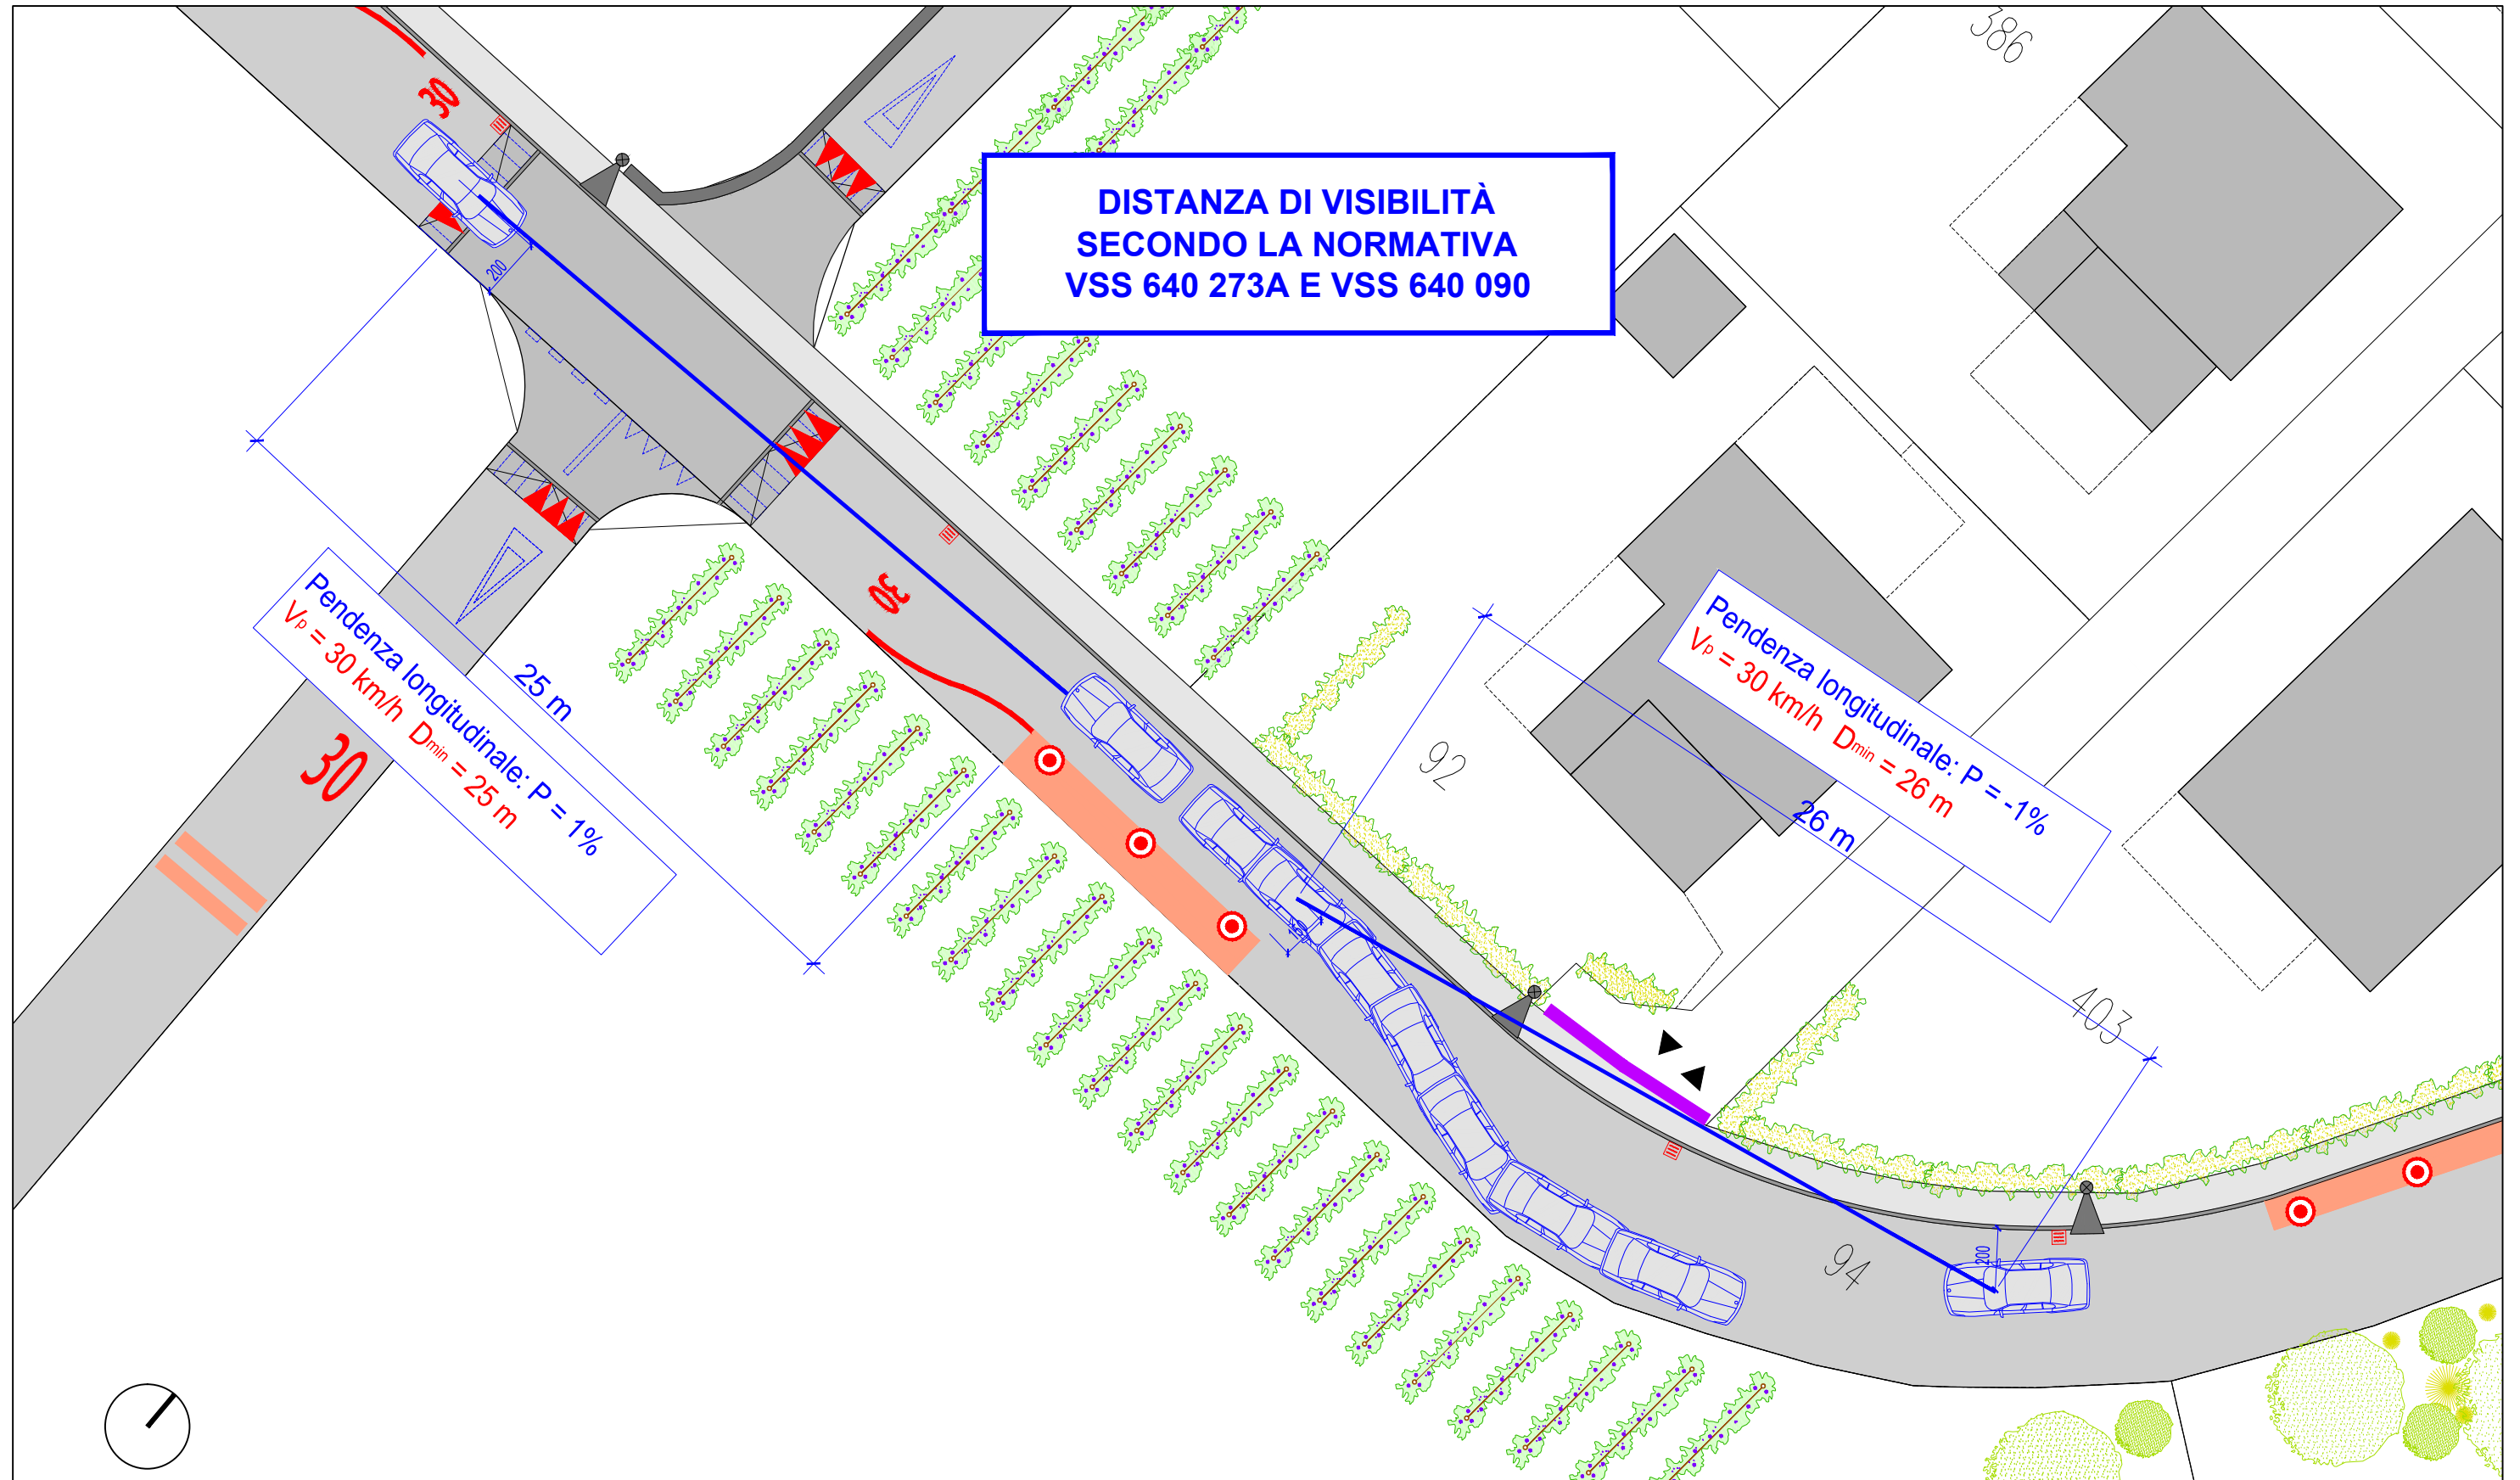 386
30
DISTANZA DI VISIBILITÀ
SECONDO LA NORMATIVA
VSS 640 273A E VSS 640 090
200
30
Pendenza longitudinale: P = 1%
Vp = 30 km/h Dmin = 25 m
25 m
30
Pendenza longitudinale: P = -1%
Vp = 30 km/h Dmin = 26 m
26 m
92
403
94
200